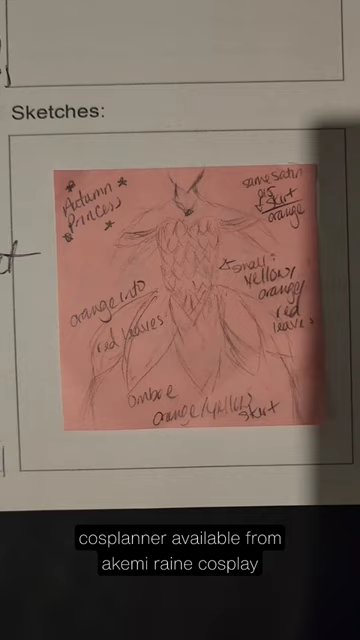 Sketches:
Autumn
Princess
same satin
as
skirt
orange
small:
yellow,
orange,
red
leaves
orange into
red leaves
ombre
orange/yellow
skirt
cosplanner available from
akemi raine cosplay